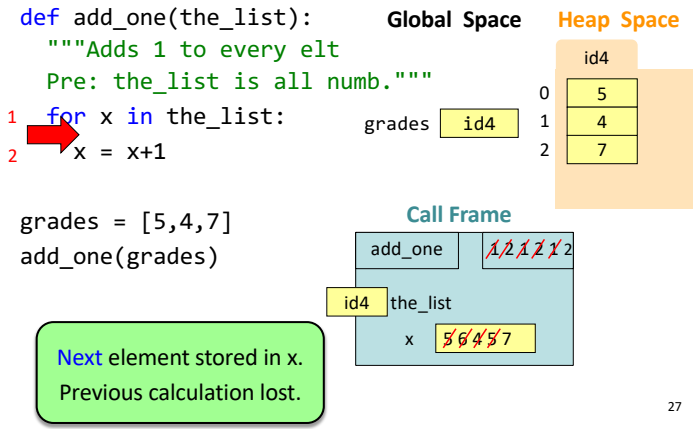 def add_one(the_list):
"""Adds 1 to every elt
Pre: the_list is all numb."""
1 for x in the_list:
2 x = x+1
grades = [5,4,7]
add_one(grades)
Global Space
Heap Space
id4
0 5
grades id4 1 4
2 7
Call Frame
add_one 1 2 1 2 1 2
id4 the_list
x 5 6 4 5 7
Next element stored in x.
Previous calculation lost.
27